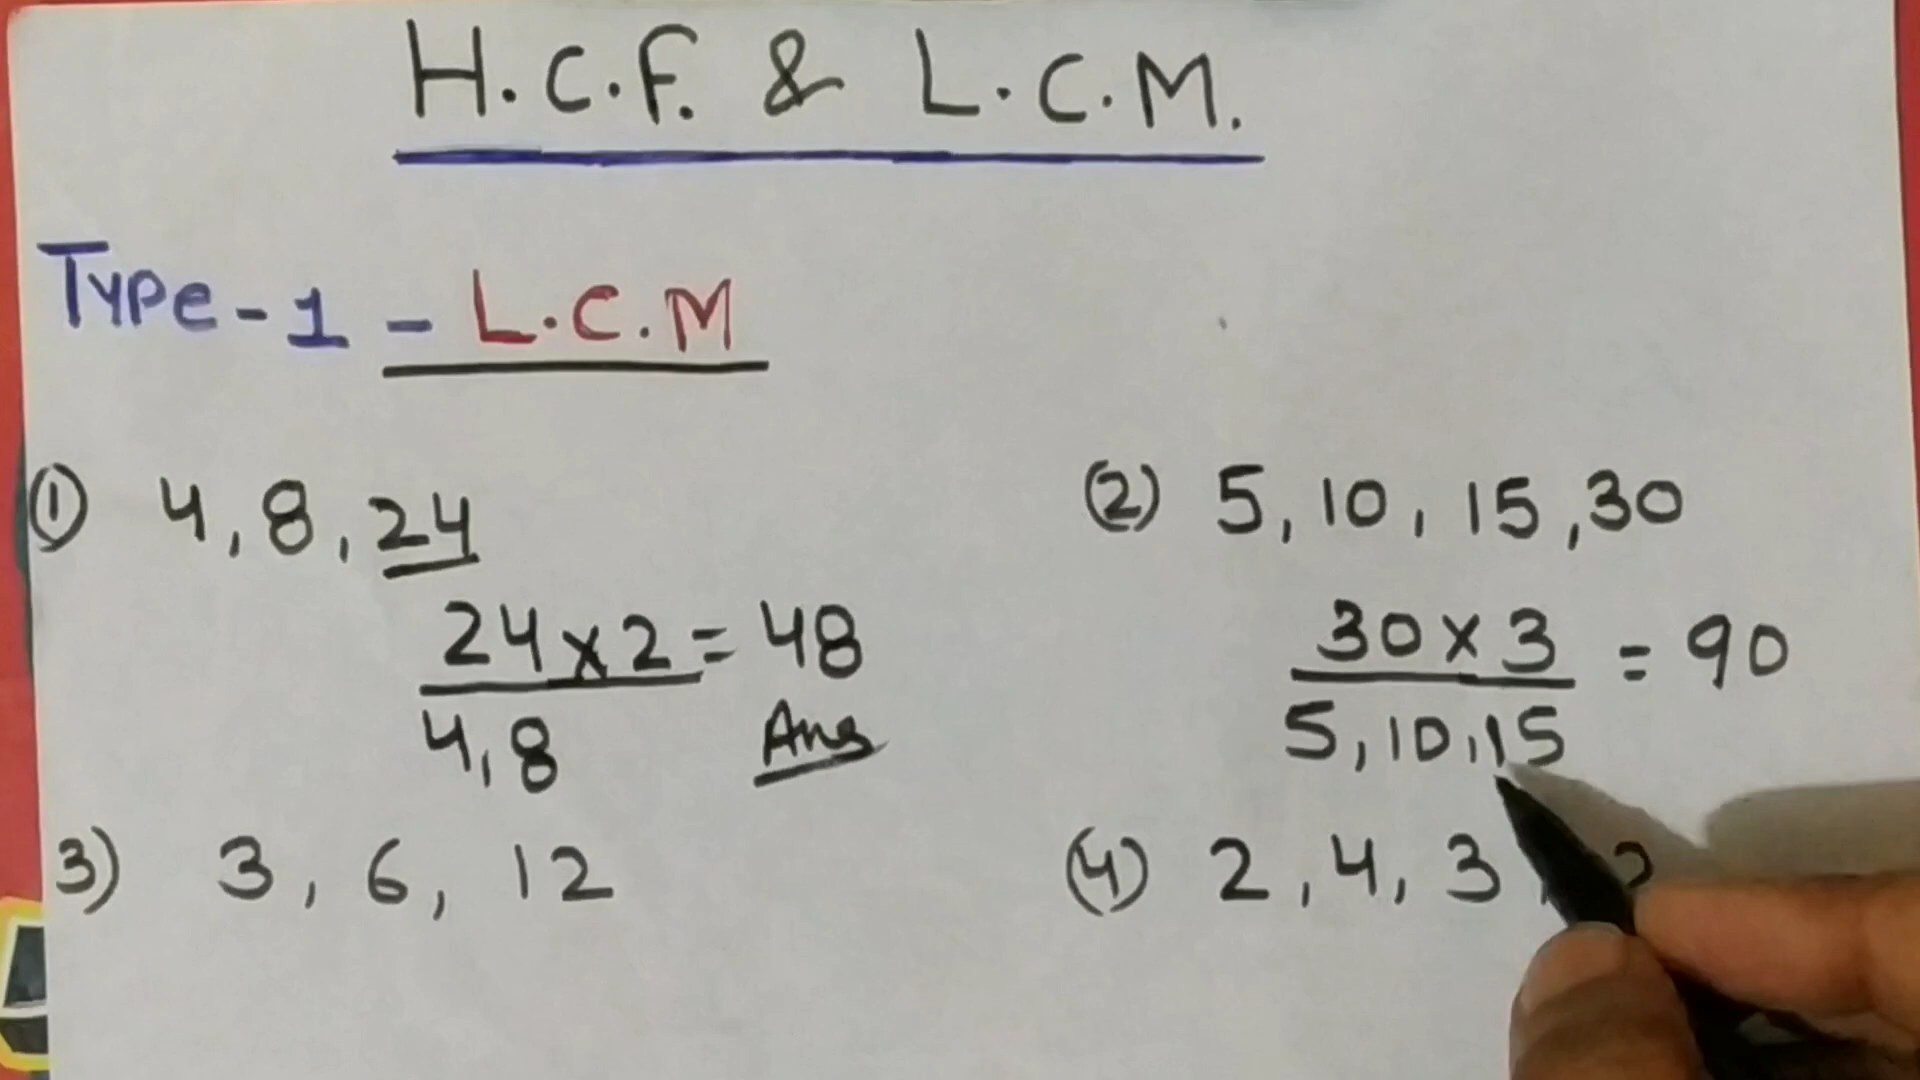 H.C.F. & L.C.M.
Type-1 - L.C.M
① 4, 8, 24
24 x 2 = 48
4, 8 Ans
(2) 5, 10, 15, 30
30 x 3 = 90
5, 10, 15
3) 3, 6, 12
(4) 2, 4, 3